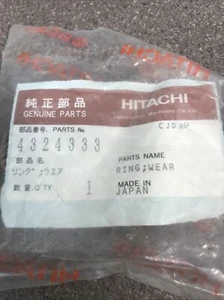 純正部品 HITACHI
GENUINE PARTS
部品番号. PARTS No.
4324333
部品名 PARTS NAME
リング;ウエア RING;WEAR
数量.Q'TY 1 MADE IN
JAPAN